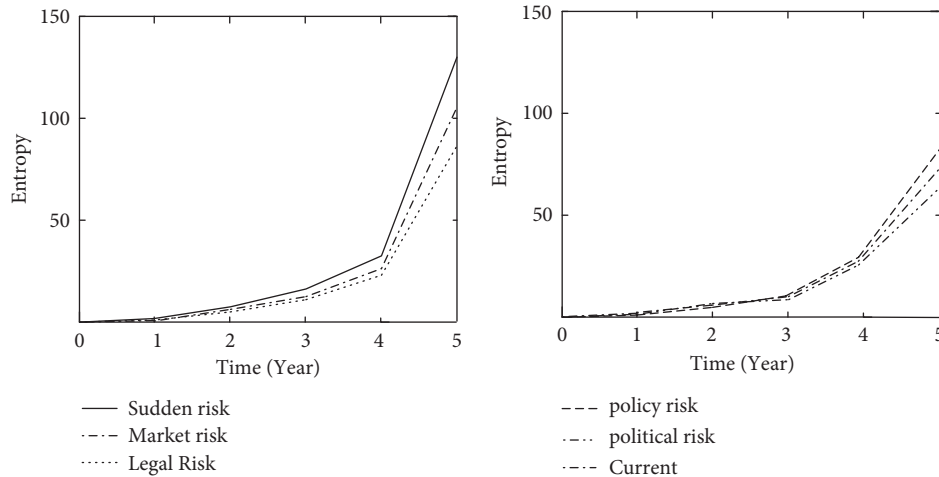 150
100
50
Entropy
0 1 2 3 4 5
Time (Year)
Sudden risk
Market risk
Legal Risk
150
100
50
Entropy
0 1 2 3 4 5
Time (Year)
policy risk
political risk
Current